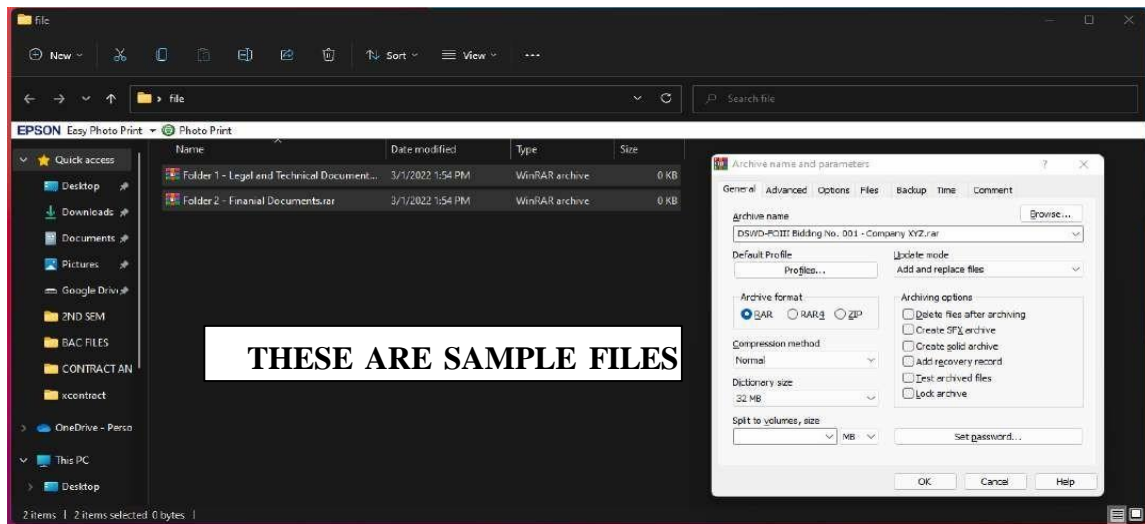 file
New
Sort
View
file
Search file
EPSON Easy Photo Print
Photo Print
Name
Date modified
Type
Size
Quick access
Desktop
Downloads
Documents
Pictures
Google Driv
2ND SEM
BAC FILES
CONTRACT AN
xcontract
OneDrive - Perso
This PC
Desktop
Folder 1 - Legal and Technical Document... 3/1/2022 1:54 PM WinRAR archive 0 KB
Folder 2 - Finanial Documents.rar 3/1/2022 1:54 PM WinRAR archive 0 KB
THESE ARE SAMPLE FILES
Archive name and parameters
General Advanced Options Files Backup Time Comment
Archive name
Browse...
DSWD-FOIII Bidding No. 001 - Company XYZ.rar
Default Profile
Profiles...
Update mode
Add and replace files
Archive format
RAR RAR4 ZIP
Compression method
Normal
Dictionary size
32 MB
Split to volumes, size
MB
Archiving options
Delete files after archiving
Create SFX archive
Create solid archive
Add recovery record
Test archived files
Lock archive
Set password...
OK Cancel Help
2 items 2 items selected 0 bytes